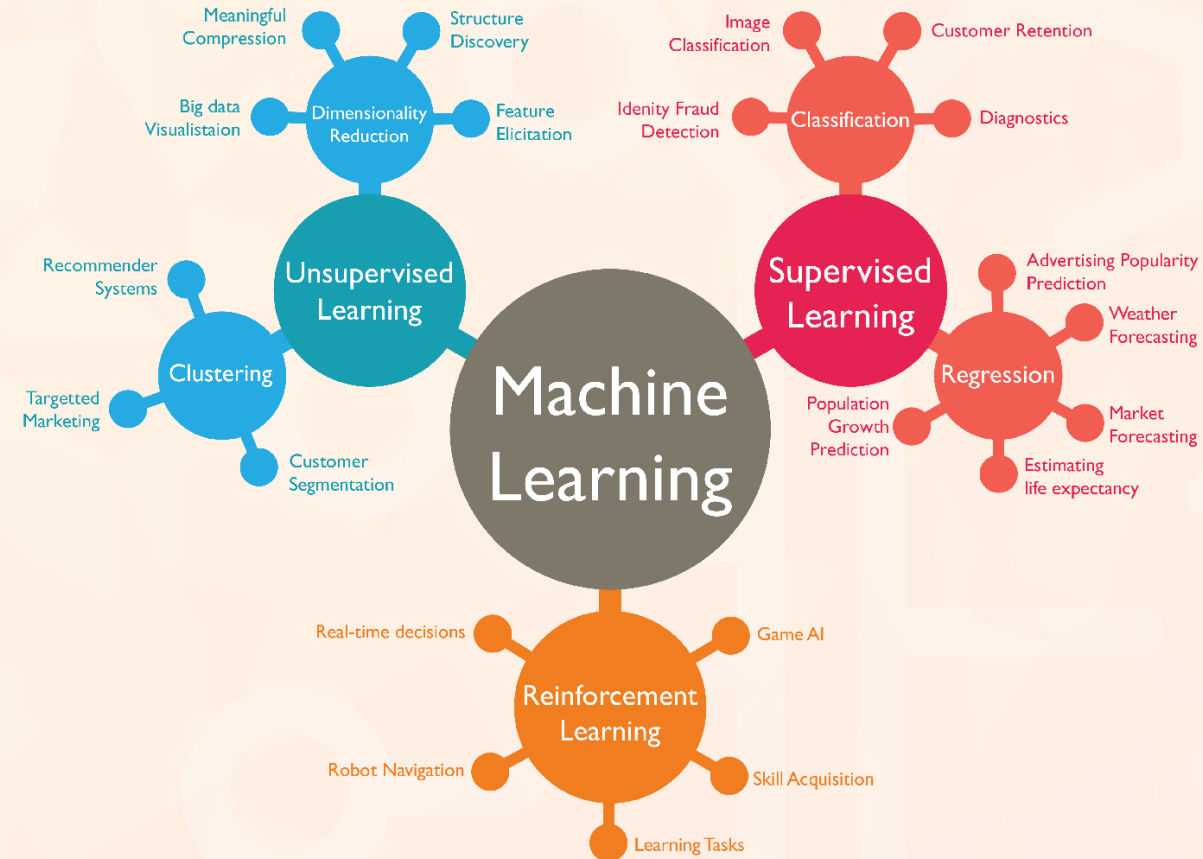 Meaningful
Compression
Structure
Discovery
Big data
Visualistaion
Dimensionality
Reduction
Feature
Elicitation
Image
Classification
Customer Retention
Idenity Fraud
Detection
Classification
Diagnostics
Unsupervised
Learning
Recommender
Systems
Clustering
Targetted
Marketing
Customer
Segmentation
Supervised
Learning
Advertising Popularity
Prediction
Weather
Forecasting
Regression
Population
Growth
Prediction
Market
Forecasting
Estimating
life expectancy
Machine
Learning
Real-time decisions
Game AI
Reinforcement
Learning
Robot Navigation
Skill Acquisition
Learning Tasks